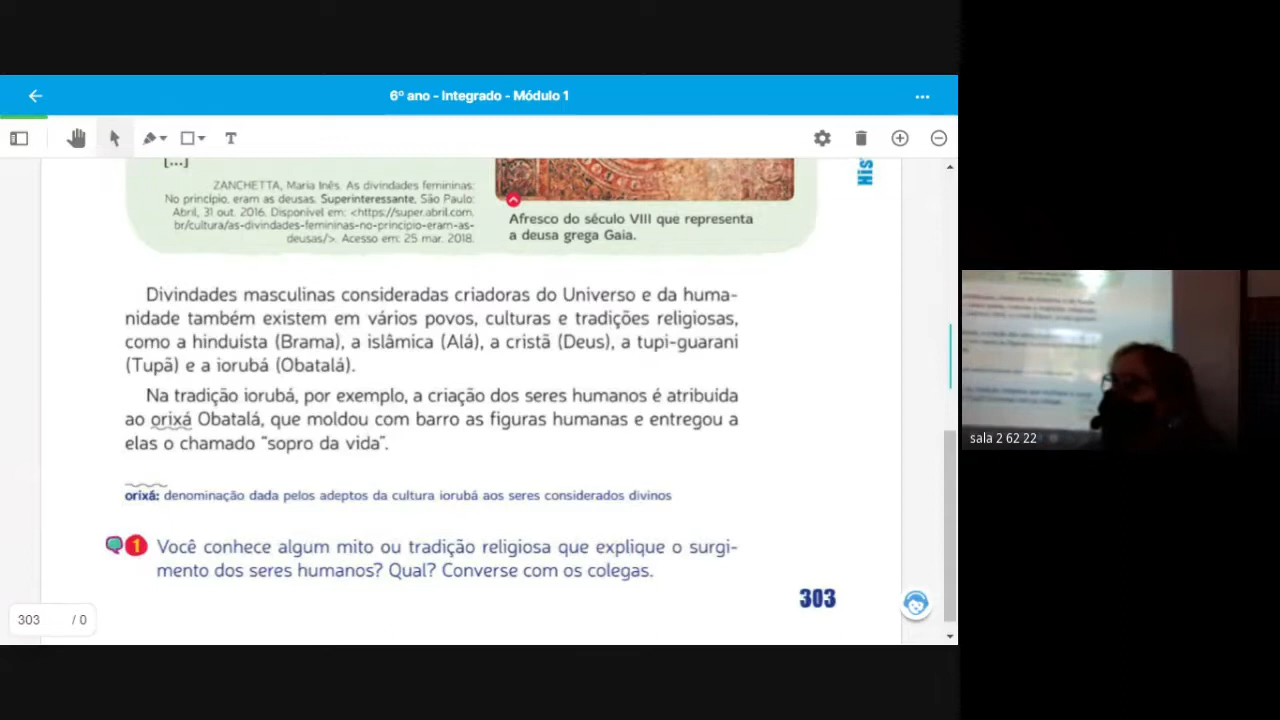 6º ano - Integrado - Módulo 1
[...]
ZANCHETTA, Maria Inês. As divindades femininas:
No princípio, eram as deusas. Superinteressante, São Paulo:
Abril, 31 out. 2016. Disponível em: <https://super.abril.com.
br/cultura/as-divindades-femininas-no-principio-eram-as-
deusas/>. Acesso em: 25 mar. 2018.
Afresco do século VIII que representa
a deusa grega Gaia.
His
Divindades masculinas consideradas criadoras do Universo e da huma-
nidade também existem em vários povos, culturas e tradições religiosas,
como a hinduísta (Brama), a islâmica (Alá), a cristã (Deus), a tupi-guarani
(Tupã) e a iorubá (Obatalá).
Na tradição iorubá, por exemplo, a criação dos seres humanos é atribuída
ao orixá Obatalá, que moldou com barro as figuras humanas e entregou a
elas o chamado “sopro da vida”.
orixá: denominação dada pelos adeptos da cultura iorubá aos seres considerados divinos
1 Você conhece algum mito ou tradição religiosa que explique o surgi-
mento dos seres humanos? Qual? Converse com os colegas.
303
303 / 0
sala 2 62 22